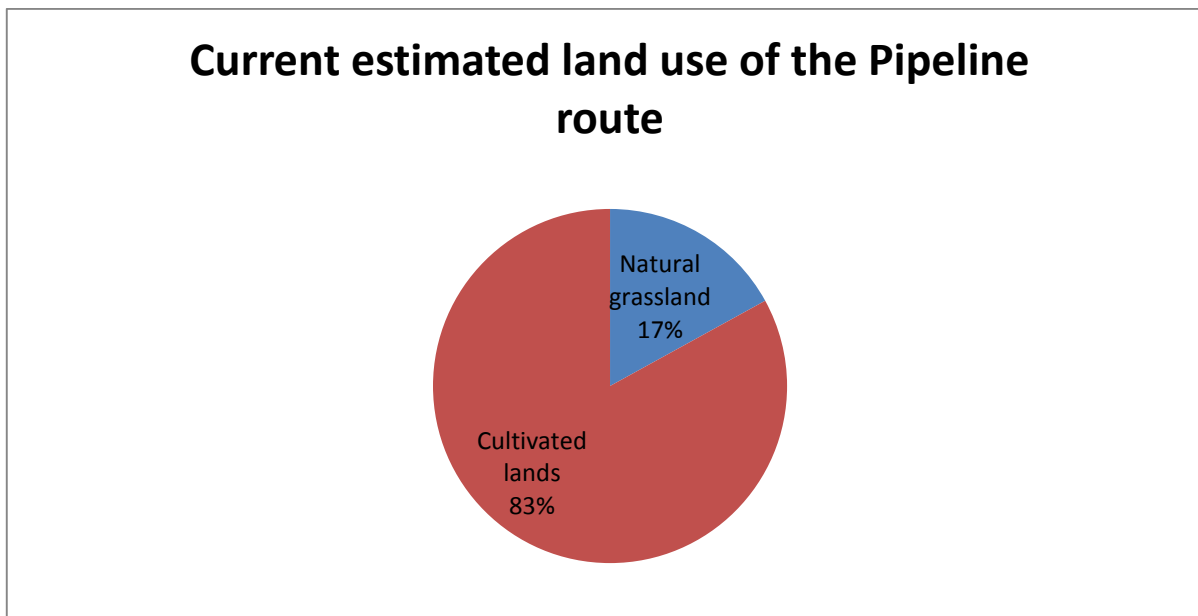 Current estimated land use of the Pipeline
route
Natural
grassland
17%
Cultivated
lands
83%